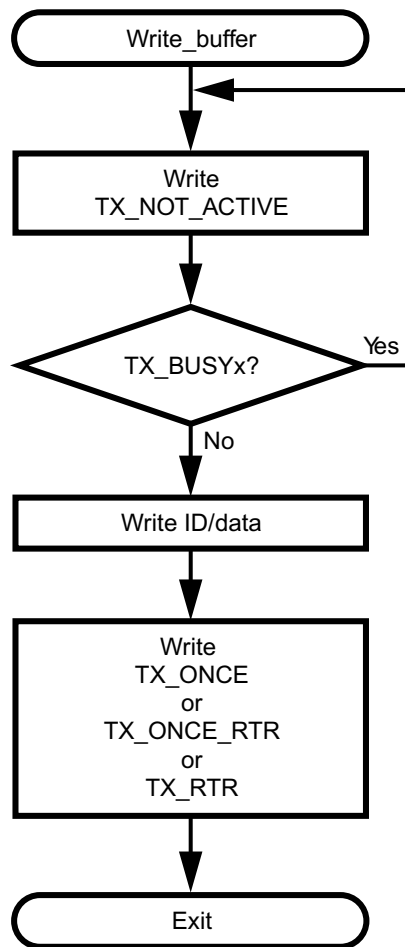 Write_buffer
Write
TX_NOT_ACTIVE
TX_BUSYx?
Yes
No
Write ID/data
Write
TX_ONCE
or
TX_ONCE_RTR
or
TX_RTR
Exit